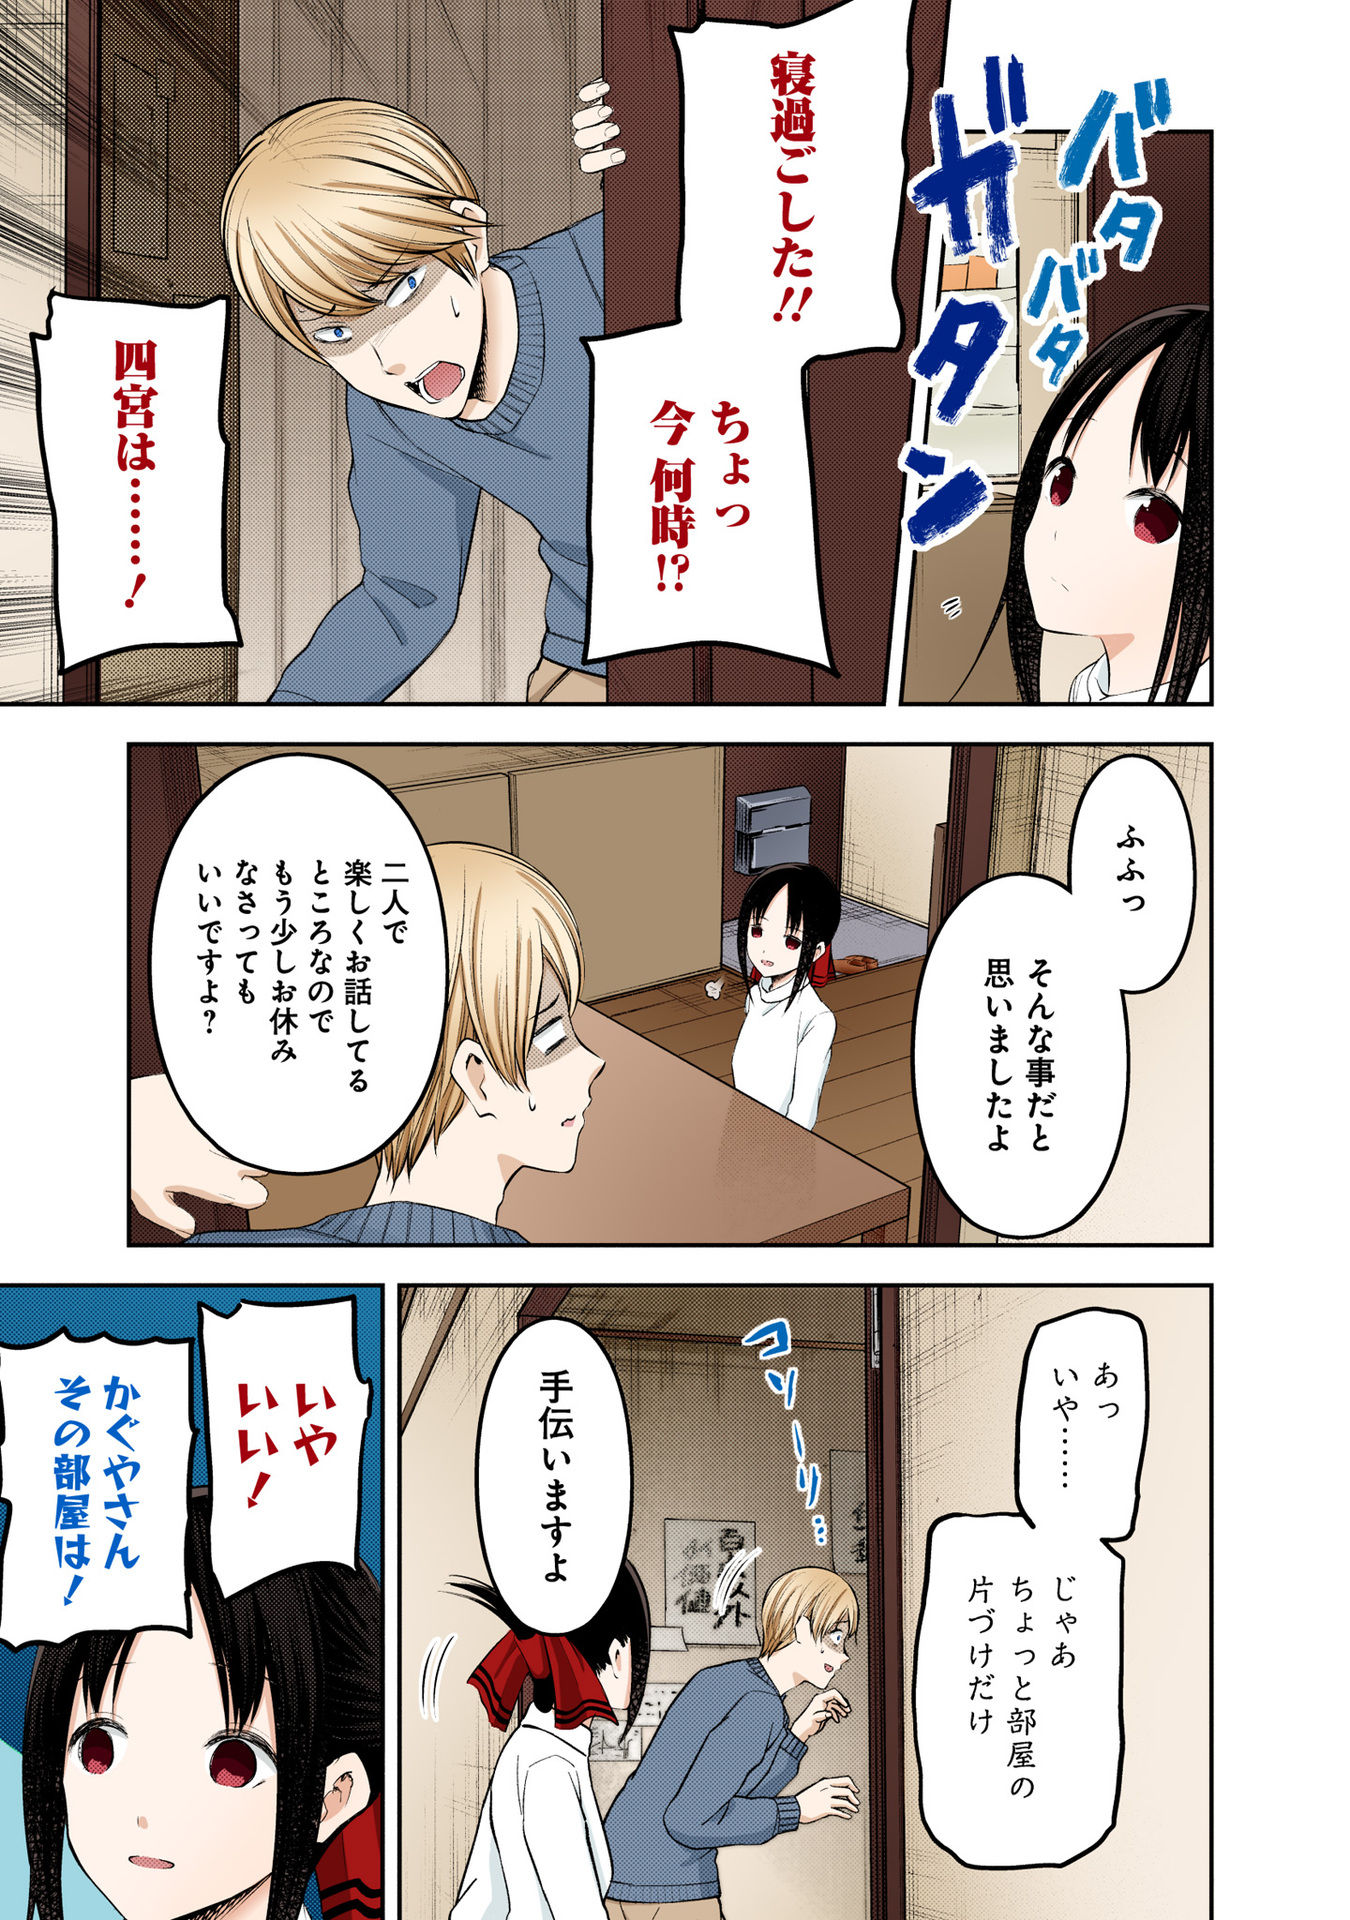 バタ
バタ
ガタン
寝過ごした!!
ちょっ
今 何時!?
四宮は………!
ふふっ
そんな事だと
思いましたよ
二人で
楽しくお話してる
ところなので
もう少しお休み
なさっても
いいですよ?
あっ
いや……
じゃあ
ちょっと部屋の
片づけだけ
コソーリ…
手伝いますよ
いや
いい!
かぐやさん
その部屋は!